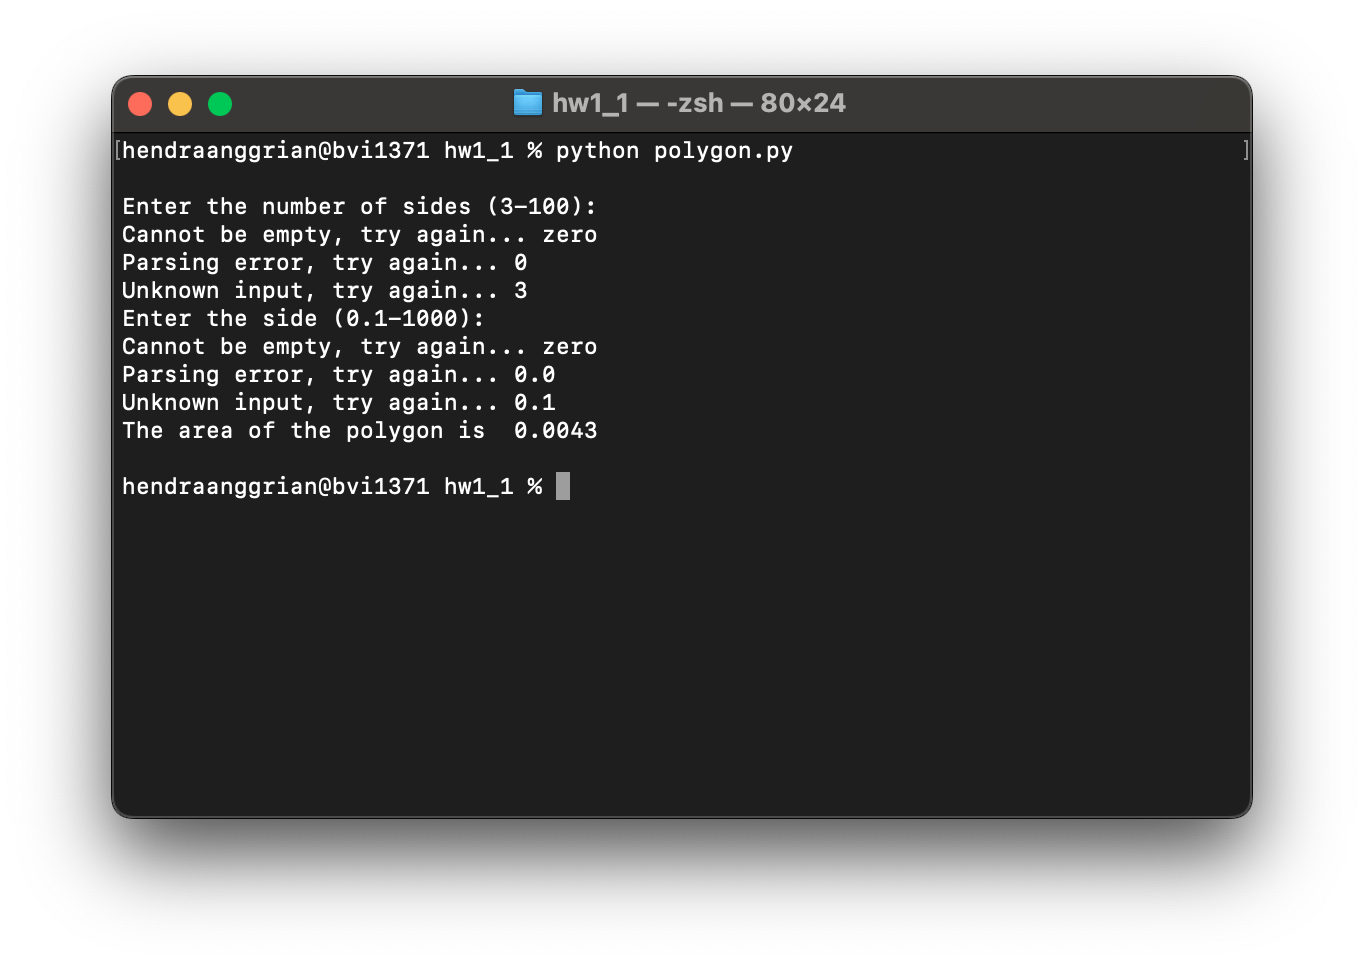 hw1_1 — -zsh — 80×24
[hendraanggrian@bvi1371 hw1_1 % python polygon.py ]
Enter the number of sides (3-100):
Cannot be empty, try again... zero
Parsing error, try again... 0
Unknown input, try again... 3
Enter the side (0.1-1000):
Cannot be empty, try again... zero
Parsing error, try again... 0.0
Unknown input, try again... 0.1
The area of the polygon is  0.0043
hendraanggrian@bvi1371 hw1_1 %